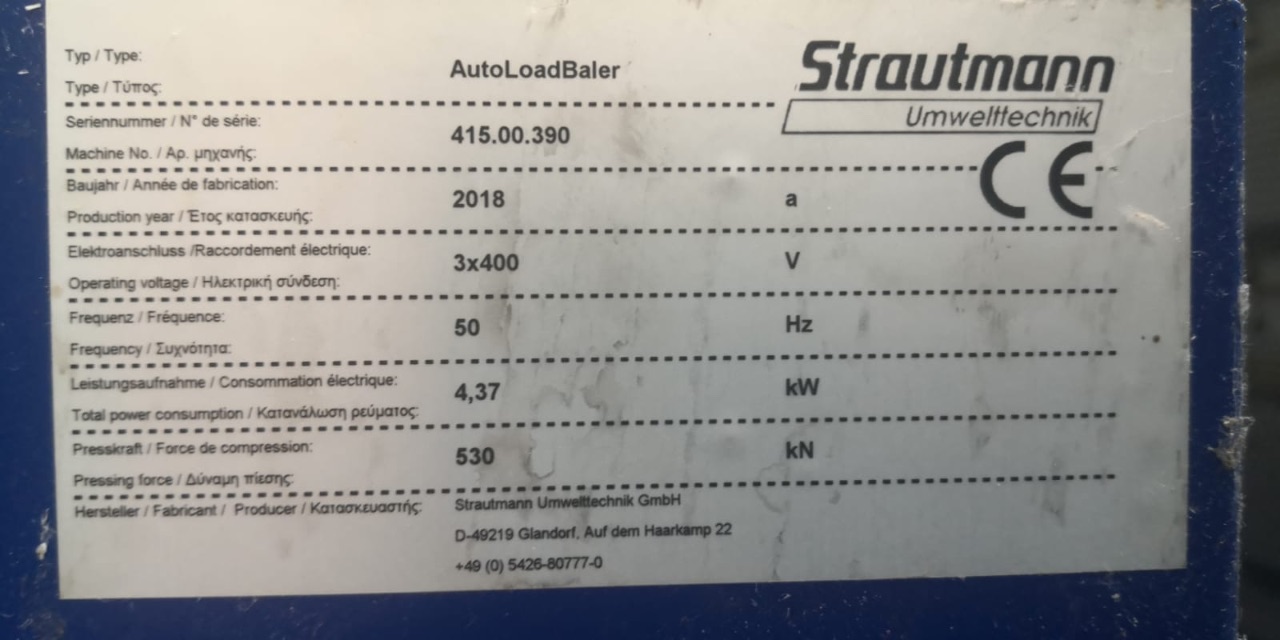 Typ / Type:
Type / Τύπος:
AutoLoadBaler
Strautmann
Umwelttechnik
Seriennummer / N° de série:
Machine No. / Αρ. μηχανής:
415.00.390
CE
Baujahr / Année de fabrication:
Production year / Έτος κατασκευής:
2018 a
Elektroanschluss /Raccordement électrique:
Operating voltage / Ηλεκτρική σύνδεση:
3x400 V
Frequenz / Fréquence:
Frequency / Συχνότητα:
50 Hz
Leistungsaufnahme / Consommation électrique:
Total power consumption / Κατανάλωση ρεύματος:
4,37 kW
Presskraft / Force de compression:
Pressing force / Δύναμη πίεσης:
530 kN
Hersteller / Fabricant / Producer / Κατασκευαστής:
Strautmann Umwelttechnik GmbH
D-49219 Glandorf, Auf dem Haarkamp 22
+49 (0) 5426-80777-0